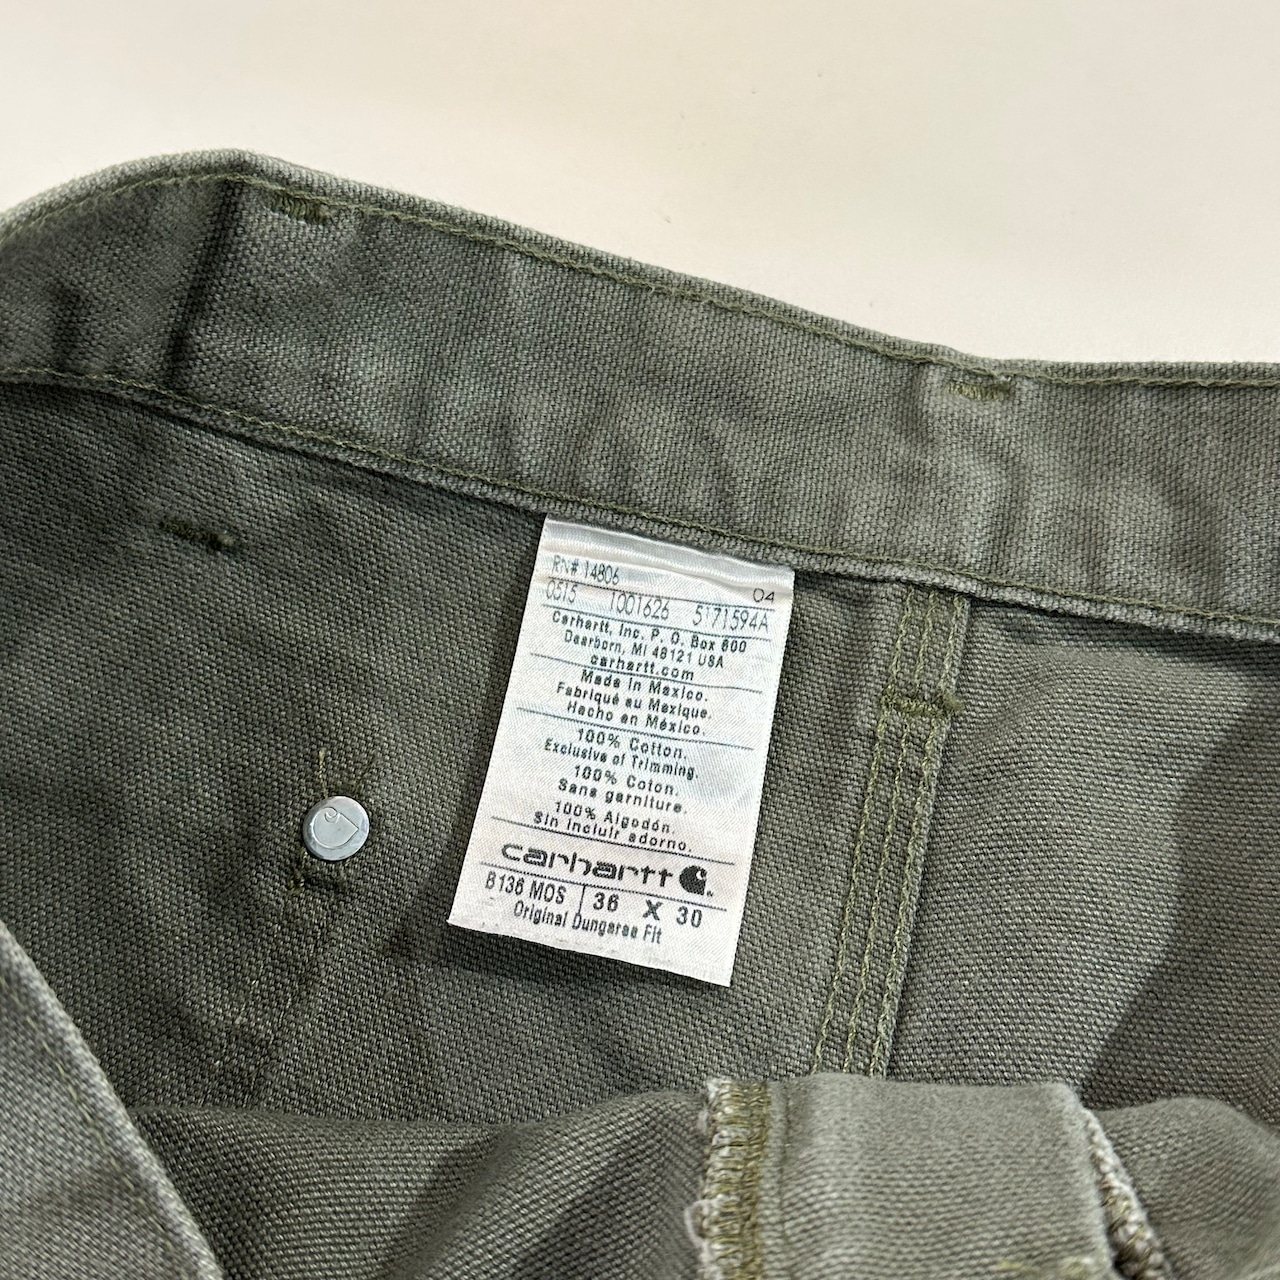 RN# 14806 04
0515 1001626 5171594A
Carhartt, Inc. P. O. Box 600
Dearborn, MI 48121 USA
carhartt.com
Made in Mexico.
Fabriqué au Mexique.
Hecho en México.
100% Cotton.
Exclusive of Trimming.
100% Coton.
Sans garniture.
100% Algodón.
Sin incluir adorno.
carhartt
B136 MOS 36 X 30
Original Dungaree Fit